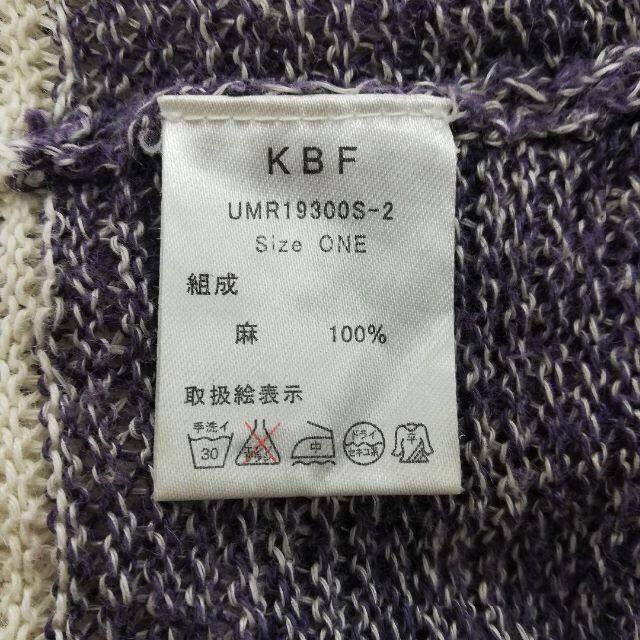 KBF
UMR19300S-2
Size ONE
組成
麻 100%
取扱絵表示
手洗イ
30
中
ドライ
セキユ系
平